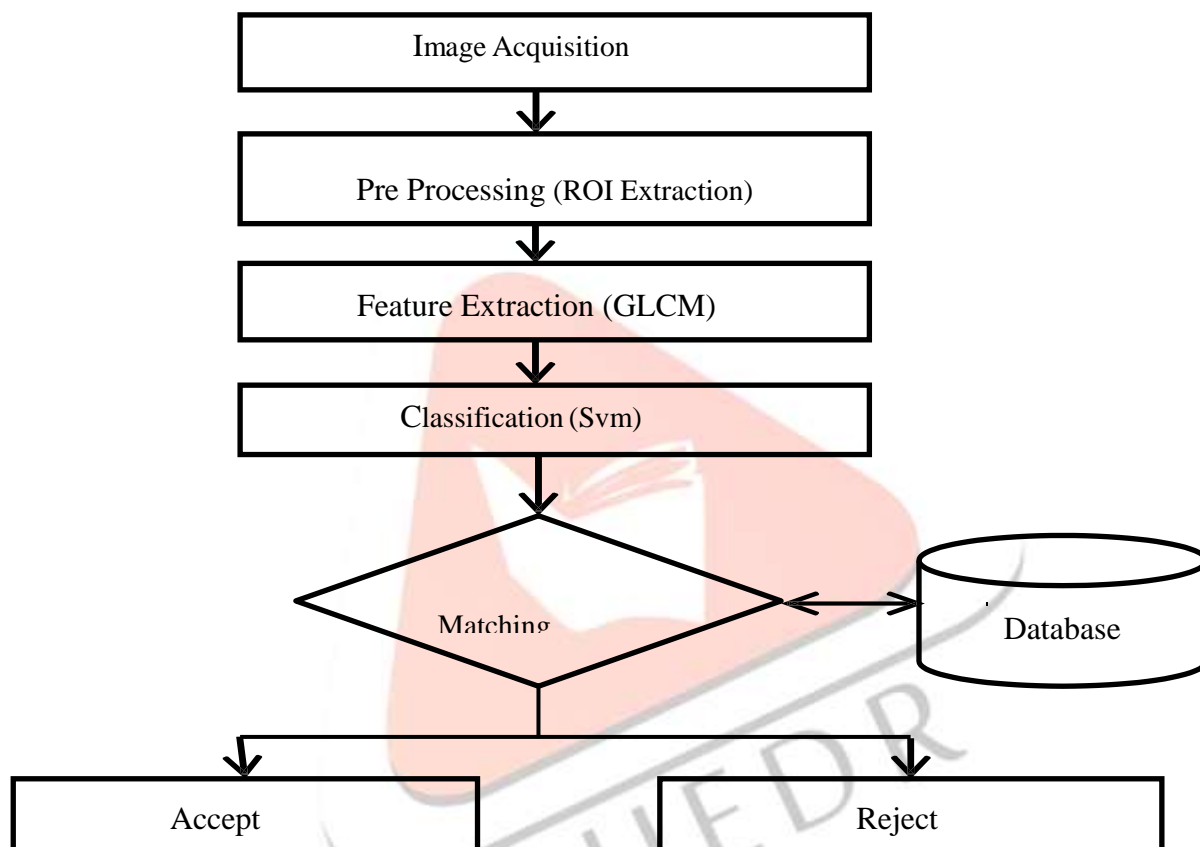 Image Acquisition
Pre Processing (ROI Extraction)
Feature Extraction (GLCM)
Classification (Svm)
Matching
Database
Accept
Reject